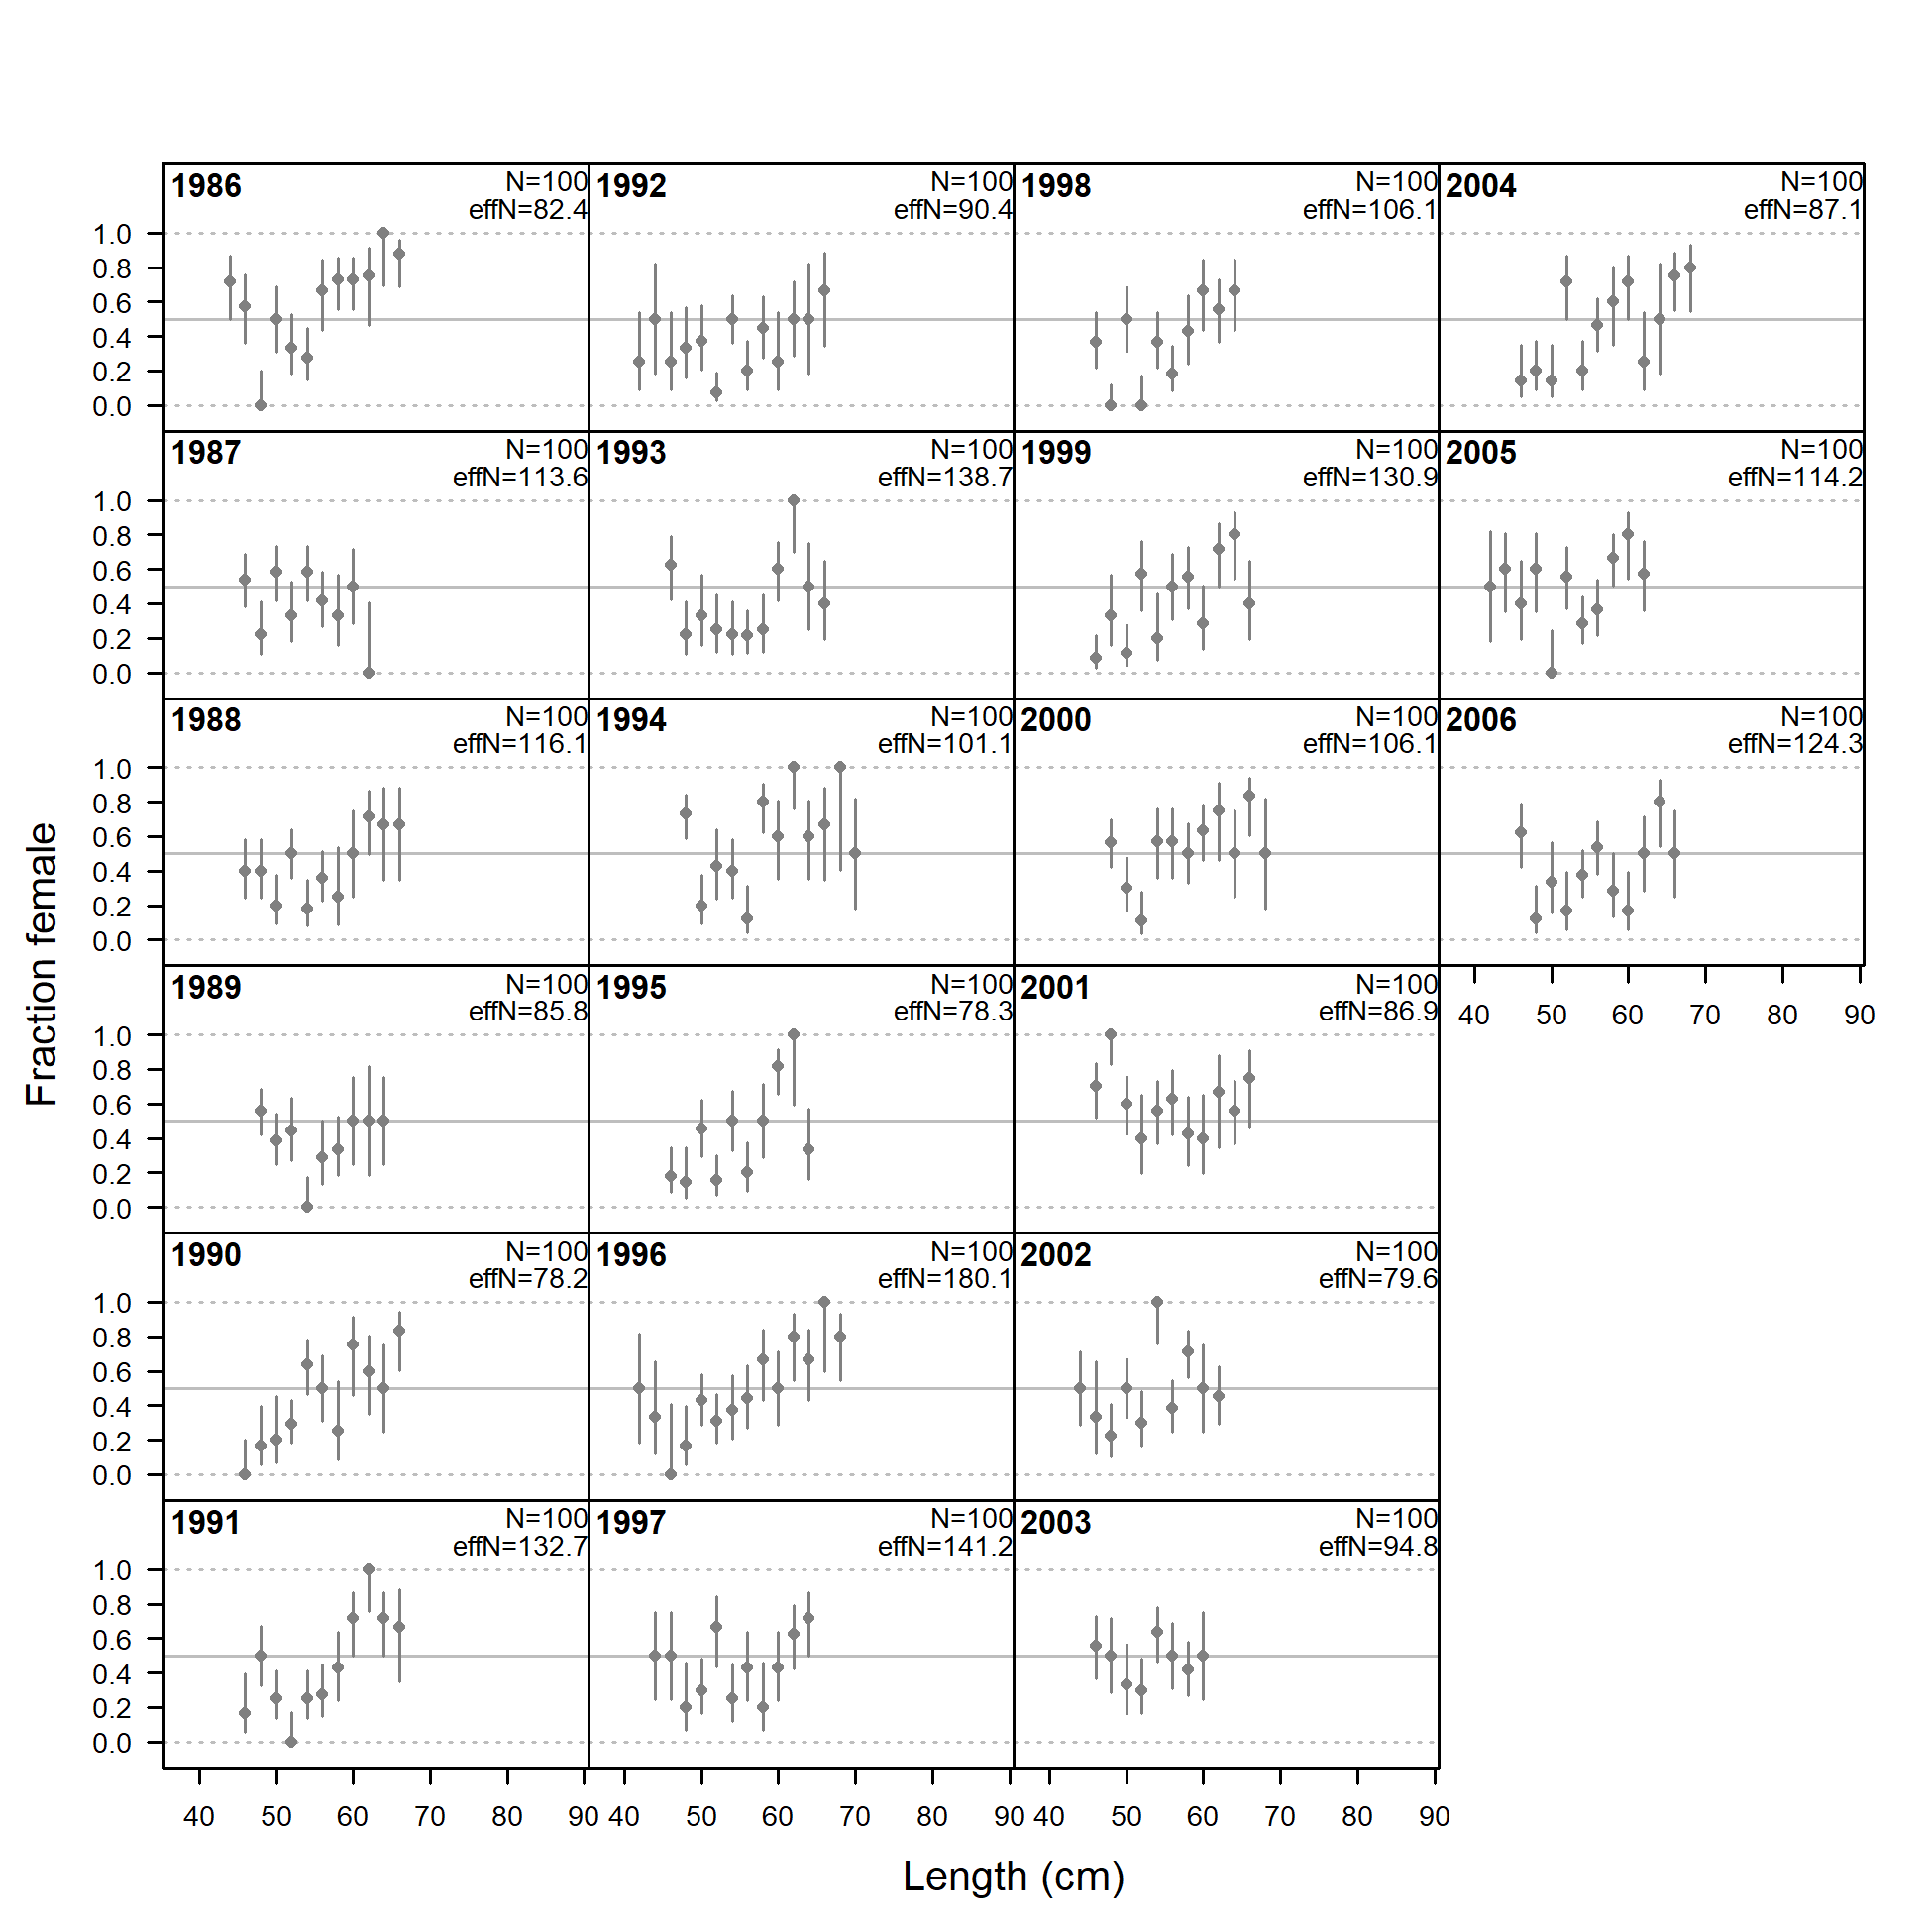 1986 N=100 1992 N=100 1998 N=100 2004 N=100
effN=82.4 effN=90.4 effN=106.1 effN=87.1
1.0
0.8
0.6
0.4
0.2
0.0
1987 N=100 1993 N=100 1999 N=100 2005 N=100
effN=113.6 effN=138.7 effN=130.9 effN=114.2
1.0
0.8
0.6
0.4
0.2
0.0
1988 N=100 1994 N=100 2000 N=100 2006 N=100
effN=116.1 effN=101.1 effN=106.1 effN=124.3
1.0
0.8
0.6
0.4
0.2
0.0
1989 N=100 1995 N=100 2001 N=100
effN=85.8 effN=78.3 effN=86.9
40 50 60 70 80 90
1.0
0.8
0.6
0.4
0.2
0.0
1990 N=100 1996 N=100 2002 N=100
effN=78.2 effN=180.1 effN=79.6
1.0
0.8
0.6
0.4
0.2
0.0
1991 N=100 1997 N=100 2003 N=100
effN=132.7 effN=141.2 effN=94.8
1.0
0.8
0.6
0.4
0.2
0.0
40 50 60 70 80 90 40 50 60 70 80 90 40 50 60 70 80 90
Length (cm)
Fraction female